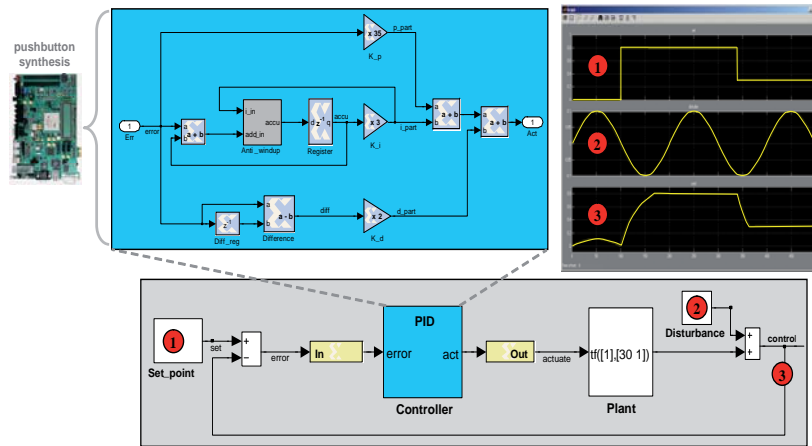 pushbutton
synthesis
1
Err
error
x 35
p_part
K_p
a
b
a + b
i_in
add_in
accu
Anti _windup
d
z⁻¹
q
Register
accu
x 3
i_part
K_i
a
b
a + b
a
b
a + b
1
Act
z⁻¹
Diff_reg
a
b
a - b
Difference
diff
x 2
d_part
K_d
1
2
3
1
Set_point
set
+
−
error
In
PID
error
act
Controller
Out
actuate
tf([1],[30 1])
Plant
2
Disturbance
+
+
control
3